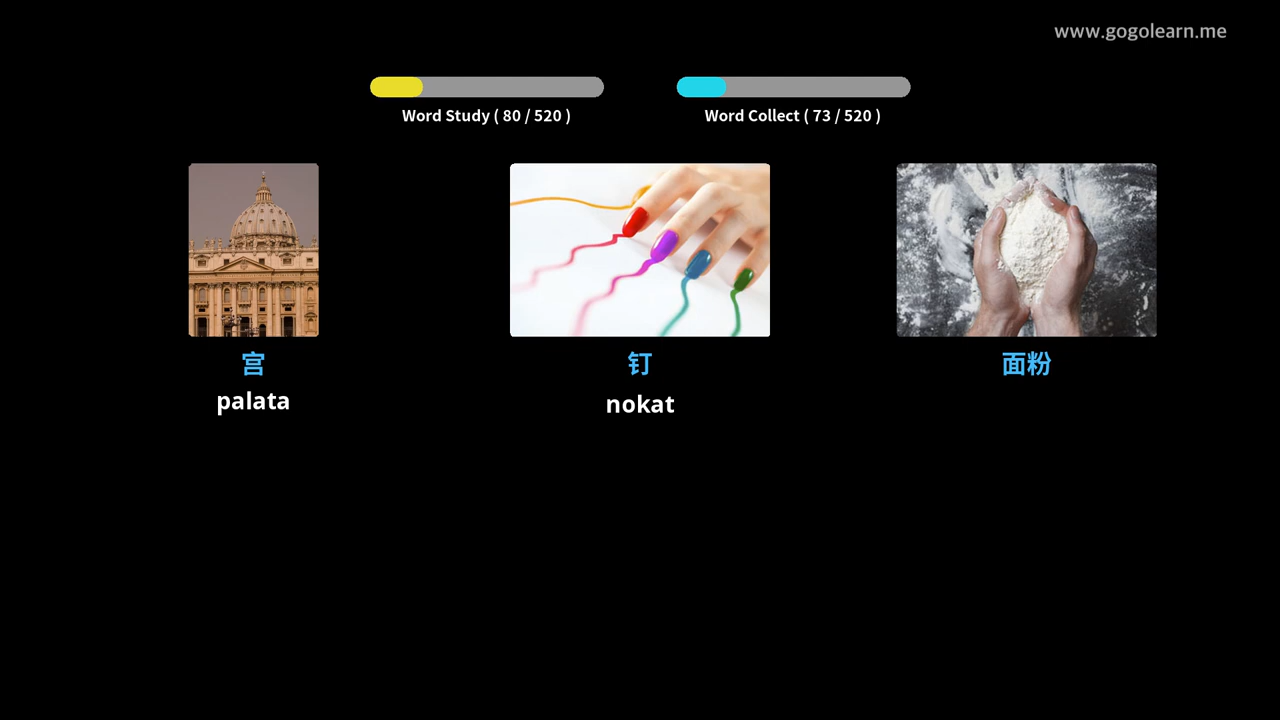 www.gogolearn.me
Word Study ( 80 / 520 )
Word Collect ( 73 / 520 )
宫
钉
面粉
palata
nokat